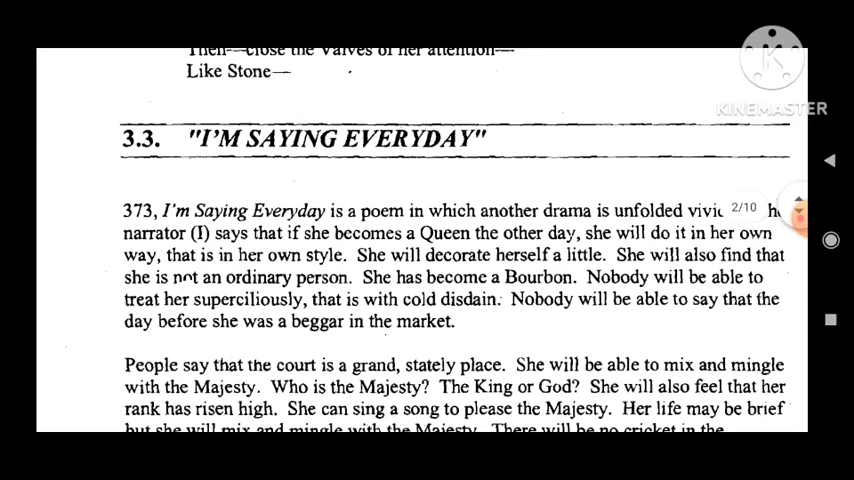 Then—close the Valves of her attention—
Like Stone—
KINEMASTER
3.3. "I'M SAYING EVERYDAY"
2/10
373, I'm Saying Everyday is a poem in which another drama is unfolded
narrator (I) says that if she becomes a Queen the other day, she will do it in her own
way, that is in her own style. She will decorate herself a little. She will also find that
she is not an ordinary person. She has become a Bourbon. Nobody will be able to
treat her superciliously, that is with cold disdain. Nobody will be able to say that the
day before she was a beggar in the market.
People say that the court is a grand, stately place. She will be able to mix and mingle
with the Majesty. Who is the Majesty? The King or God? She will also feel that her
rank has risen high. She can sing a song to please the Majesty. Her life may be brief
but she will mix and mingle with the Majesty. There will be no cricket in the